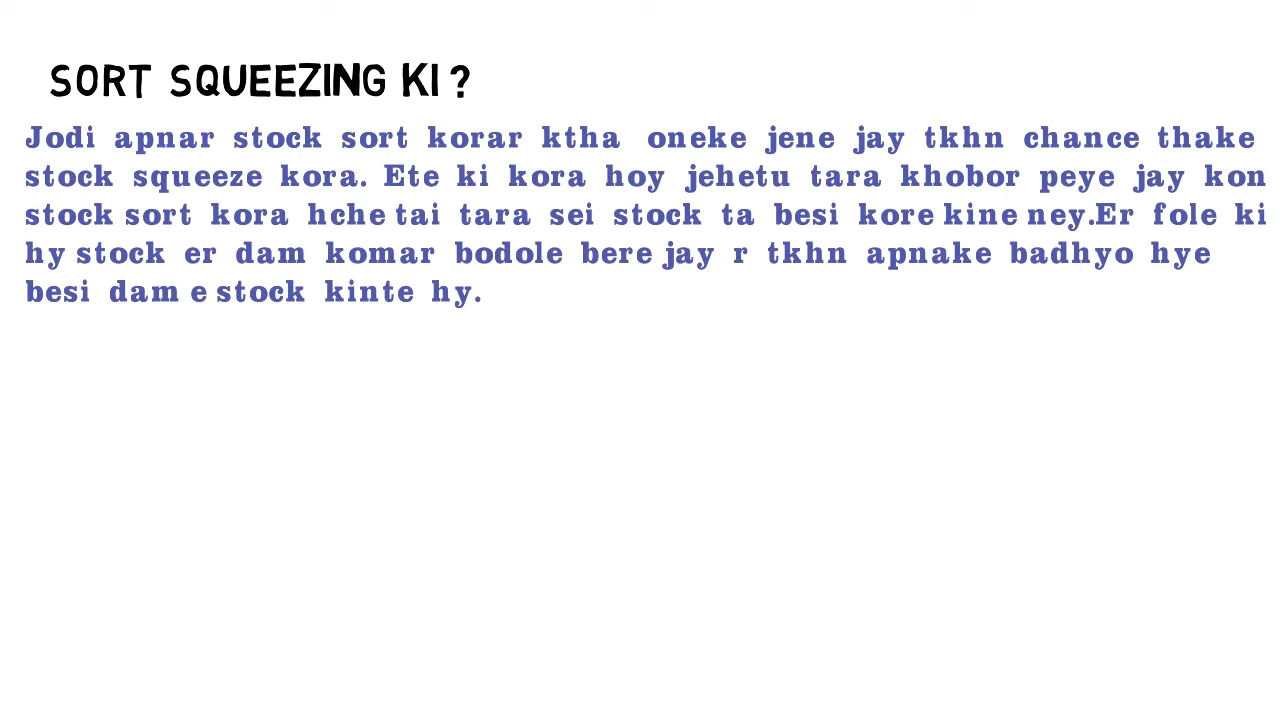 SORT SQUEEZING KI ?
Jodi apnar stock sort korar ktha oneke jene jay tkhn chance thake
stock squeeze kora. Ete ki kora hoy jehetu tara khobor peye jay kon
stock sort kora hche tai tara sei stock ta besi kore kine ney.Er fole ki
hy stock er dam komar bodole bere jay r tkhn apnake badhyo hye
besi dam e stock kinte hy.